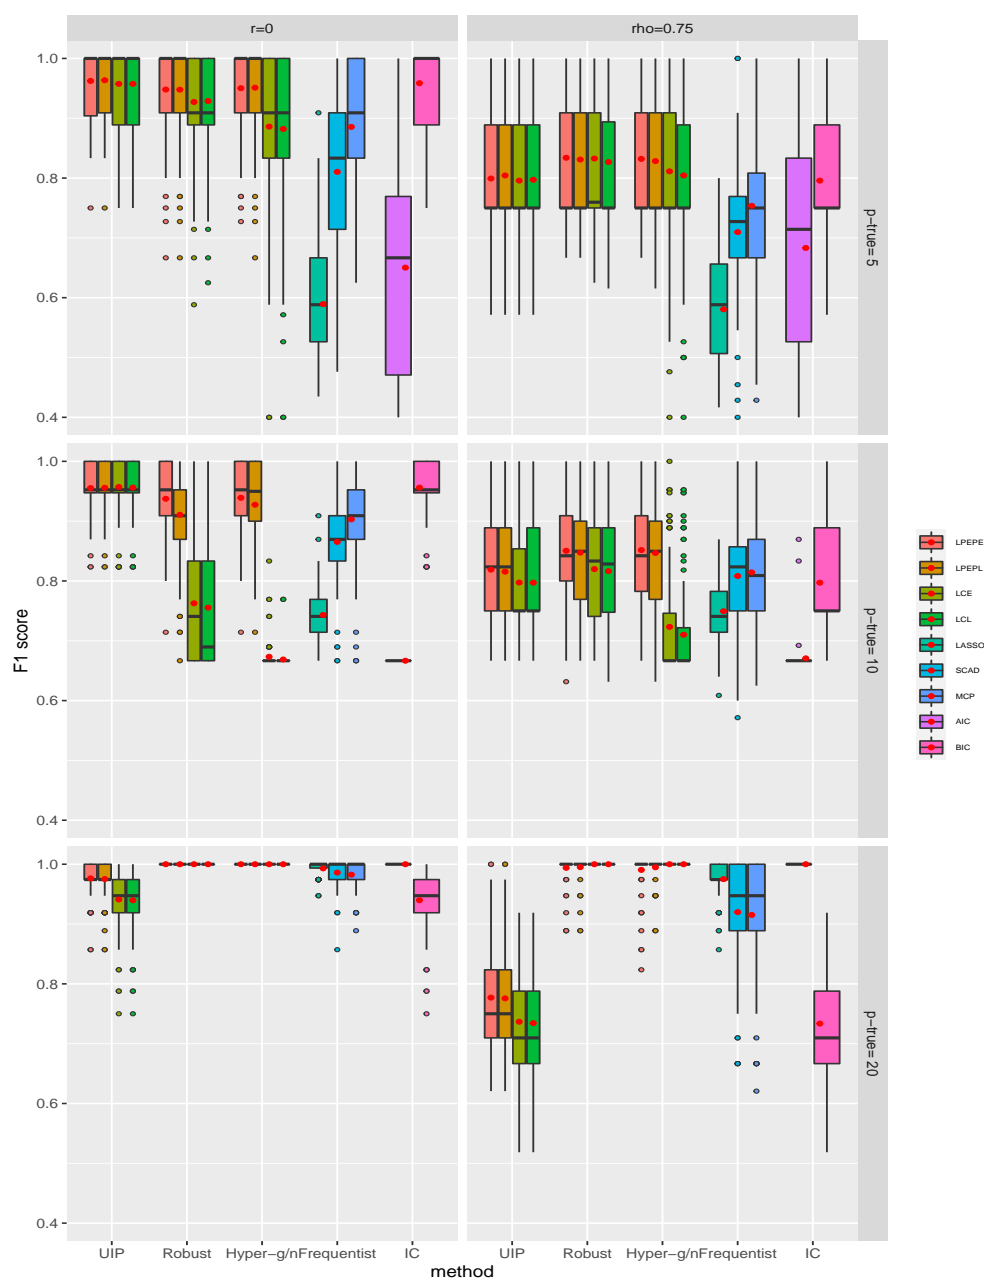 r=0
rho=0.75
1.0
0.8
0.6
0.4
p-true= 5
1.0
0.8
0.6
0.4
p-true= 10
1.0
0.8
0.6
0.4
p-true= 20
F1 score
UIP
Robust
Hyper-g/n
Frequentist
IC
UIP
Robust
Hyper-g/n
Frequentist
IC
method
LPEPE
LPEPL
LCE
LCL
LASSO
SCAD
MCP
AIC
BIC